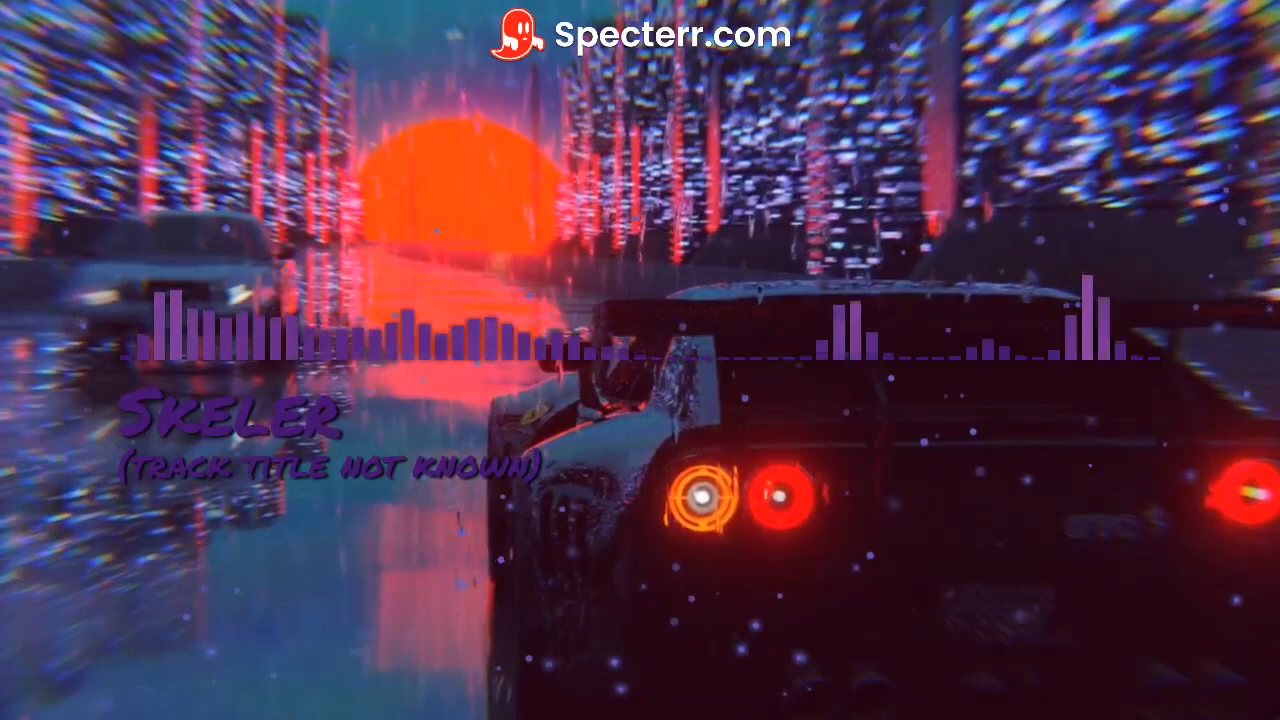 Specterr.com
Skeler
(track title not known)